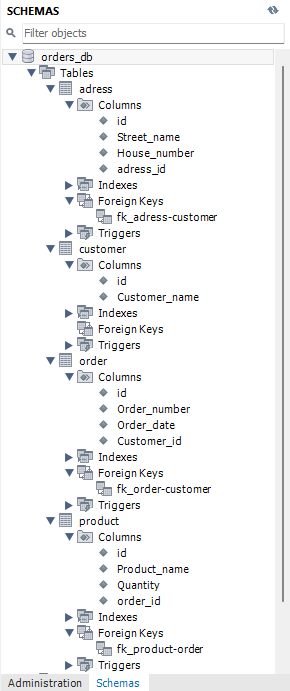 SCHEMAS
Filter objects
orders_db
Tables
adress
Columns
id
Street_name
House_number
adress_id
Indexes
Foreign Keys
fk_adress-customer
Triggers
customer
Columns
id
Customer_name
Indexes
Foreign Keys
Triggers
order
Columns
id
Order_number
Order_date
Customer_id
Indexes
Foreign Keys
fk_order-customer
Triggers
product
Columns
id
Product_name
Quantity
order_id
Indexes
Foreign Keys
fk_product-order
Triggers
Administration Schemas